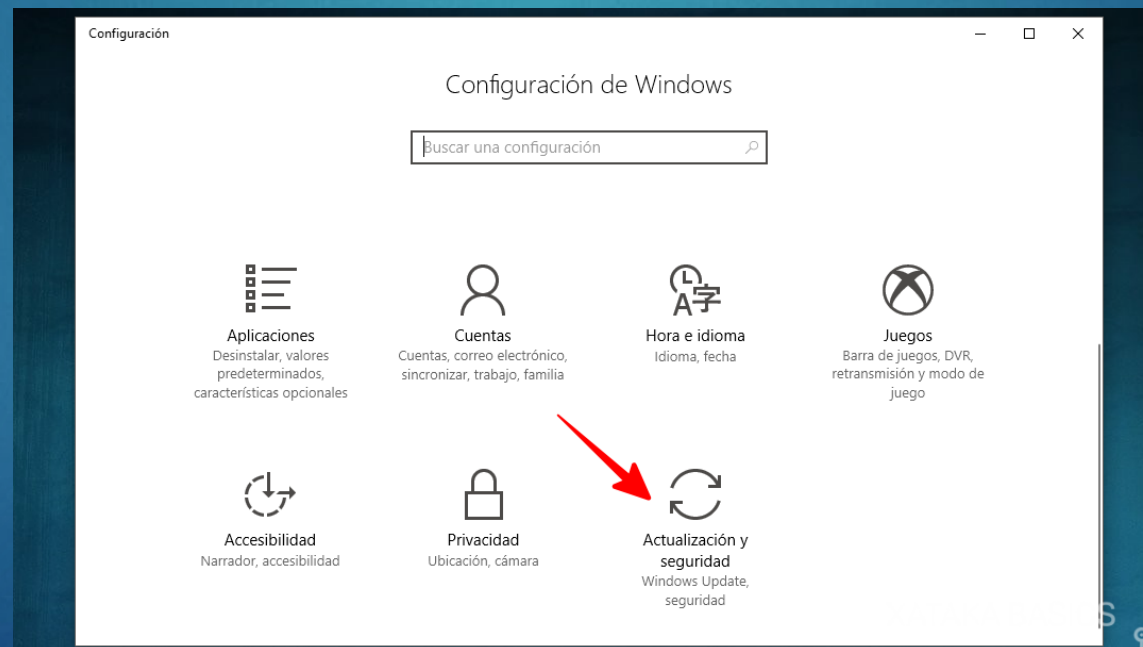 Configuración
Configuración de Windows
Buscar una configuración
Aplicaciones
Desinstalar, valores
predeterminados,
características opcionales
Cuentas
Cuentas, correo electrónico,
sincronizar, trabajo, familia
Hora e idioma
Idioma, fecha
Juegos
Barra de juegos, DVR,
retransmisión y modo de
juego
Accesibilidad
Narrador, accesibilidad
Privacidad
Ubicación, cámara
Actualización y
seguridad
Windows Update,
seguridad